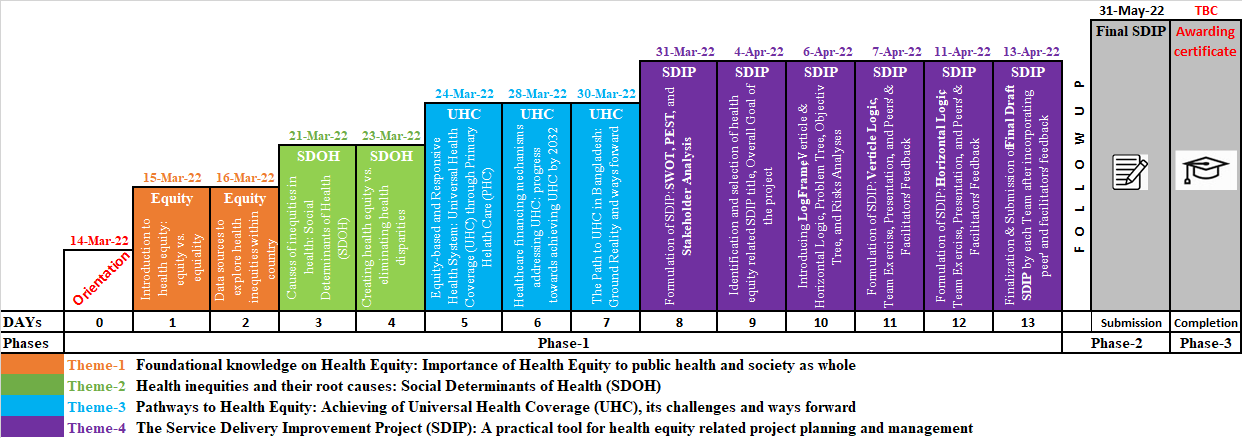 31-May-22
TBC
Final SDIP
Awarding
certificate
31-Mar-22
4-Apr-22
6-Apr-22
7-Apr-22
11-Apr-22
13-Apr-22
24-Mar-22
28-Mar-22
30-Mar-22
21-Mar-22
23-Mar-22
15-Mar-22
16-Mar-22
14-Mar-22
Orientation
Equity
Introduction to
health equity:
equity vs.
equality
Equity
Data sources to
explore health
inequities within
country
SDOH
Causes of inequities in
health: Social
Determinants of Health
(SDOH)
SDOH
Creating health equity vs.
eliminating health
disparities
UHC
Equity-based and Responsive
Health System: Universal Health
Coverage (UHC) through Primary
Heath Care (PHC)
UHC
Healthcare financing mechanisms
addressing UHC: progress
towards achieving UHC by 2032
UHC
The Path to UHC in Bangladesh:
Ground Reality and ways forward
SDIP
Formulation of SDIP-SWOT, PEST, and
Stakeholder Analysis
SDIP
Identification and selection of health
equity related SDIP title, Overall Goal of
the project
SDIP
Introducing LogFrame, Verticle &
Horizontal Logic, Problem Tree, Objectiv
Tree, and Risks Analyses
SDIP
Formulation of SDIP: Verticle Logic,
Team Exercise, Presentation, and Peers' &
Facilitators' Feedback
SDIP
Formulation of SDIP: Horizontal Logic,
Team Exercise, Presentation, and Peers' &
Facilitators' Feedback
SDIP
Finalization & Submission of Final Draft
SDIP by each Team after incorporating
peers' and facilitators' feedback
FOLLOW UP
DAYs 0 1 2 3 4 5 6 7 8 9 10 11 12 13 Submission Completion
Phases Phase-1 Phase-2 Phase-3
Theme-1 Foundational knowledge on Health Equity: Importance of Health Equity to public health and society as whole
Theme-2 Health inequities and their root causes: Social Determinants of Health (SDOH)
Theme-3 Pathways to Health Equity: Achieving of Universal Health Coverage (UHC), its challenges and ways forward
Theme-4 The Service Delivery Improvement Project (SDIP): A practical tool for health equity related project planning and management